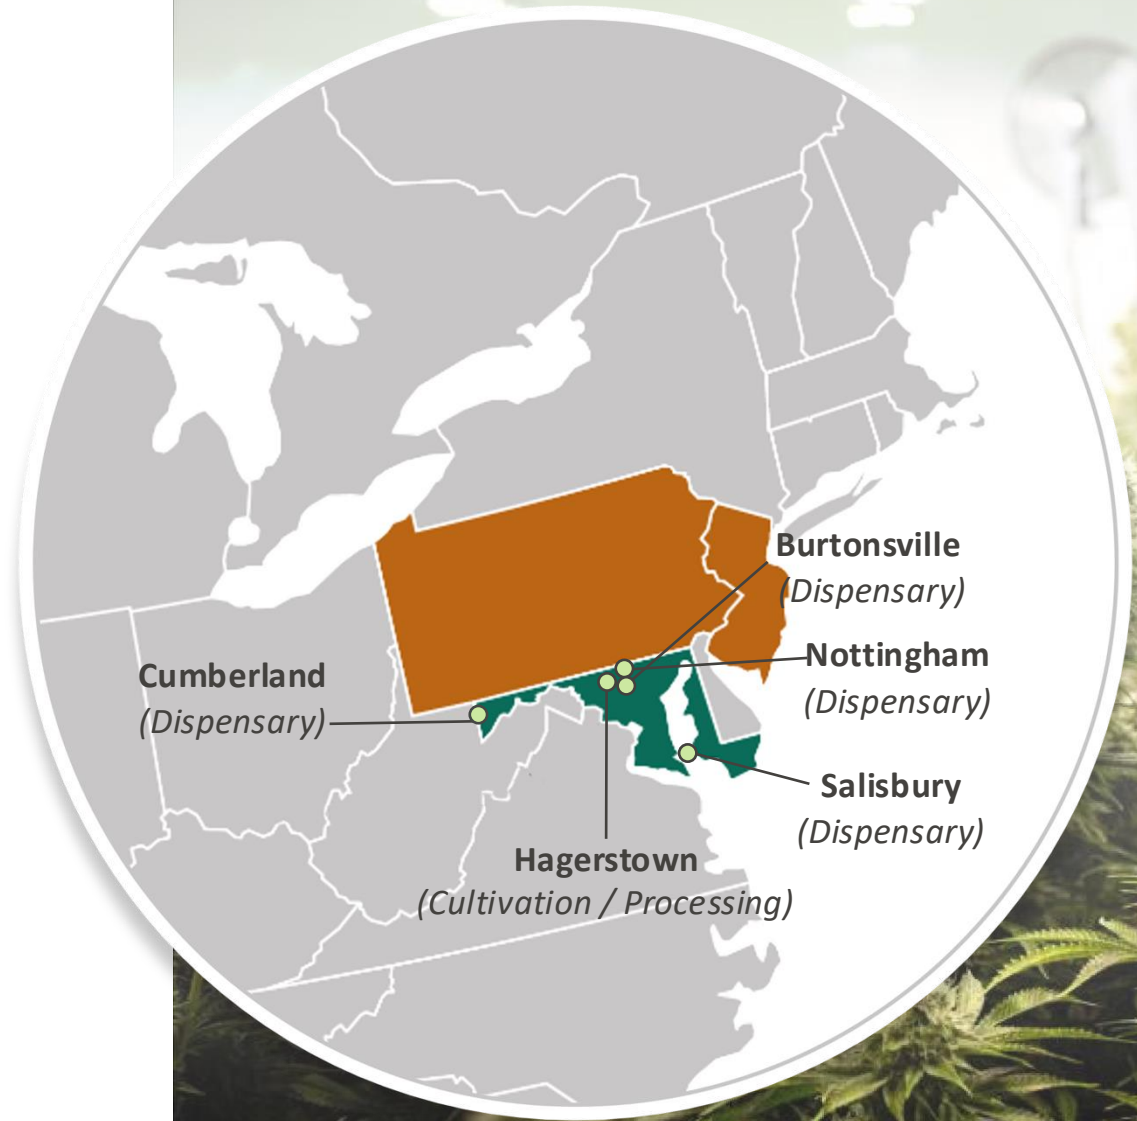 Burtonsville
(Dispensary)
Nottingham
(Dispensary)
Cumberland
(Dispensary)
Salisbury
(Dispensary)
Hagerstown
(Cultivation / Processing)